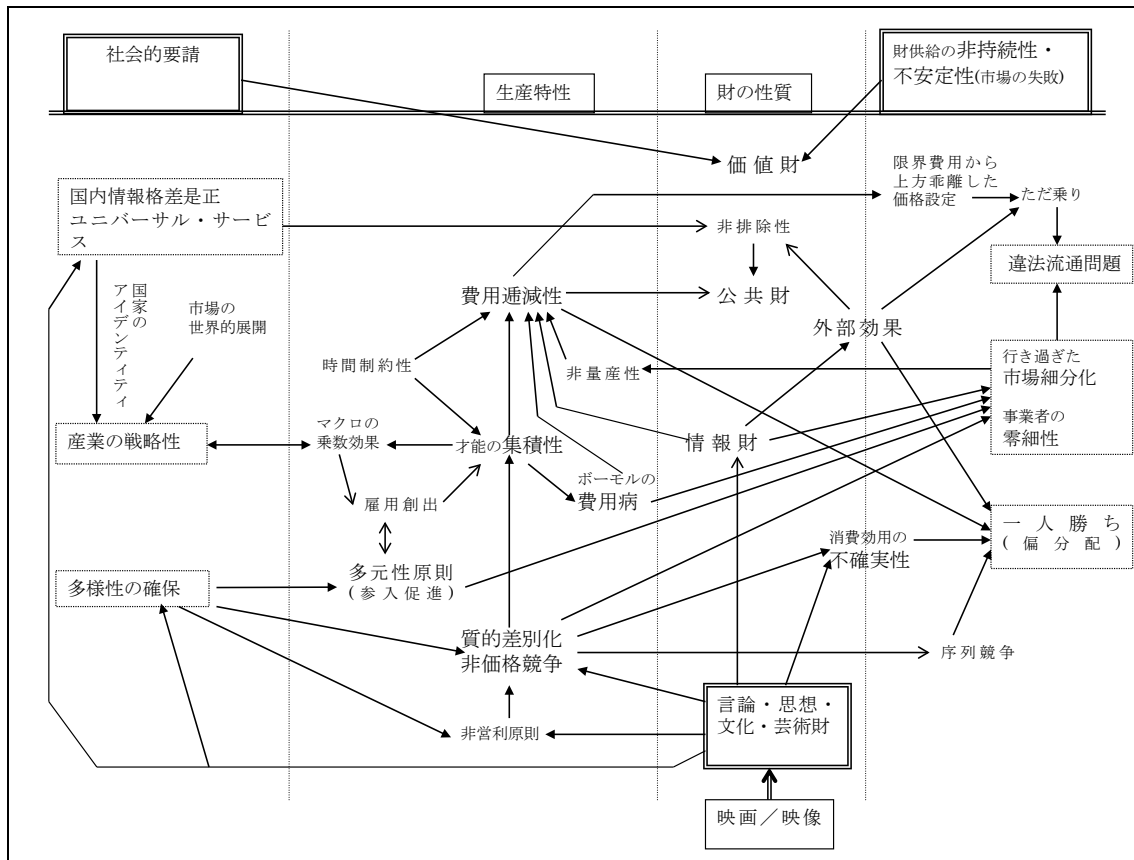 社会的要請
生産特性
財の性質
財供給の非持続性・
不安定性(市場の失敗)
価値財
限界費用から
上方乖離した
価格設定
ただ乗り
国内情報格差是正
ユニバーサル・サービ
ス
非排除性
違法流通問題
国家の
アイデンティティ
市場の
世界的展開
費用逓減性
公共財
外部効果
時間制約性
非量産性
行き過ぎた
市場細分化
事業者の
零細性
産業の戦略性
マクロの
乗数効果
才能の集積性
情報財
ボーモルの
費用病
雇用創出
一人勝ち
(偏分配)
消費効用の
不確実性
多様性の確保
多元性原則
(参入促進)
質的差別化
非価格競争
序列競争
非営利原則
言論・思想・
文化・芸術財
映画／映像